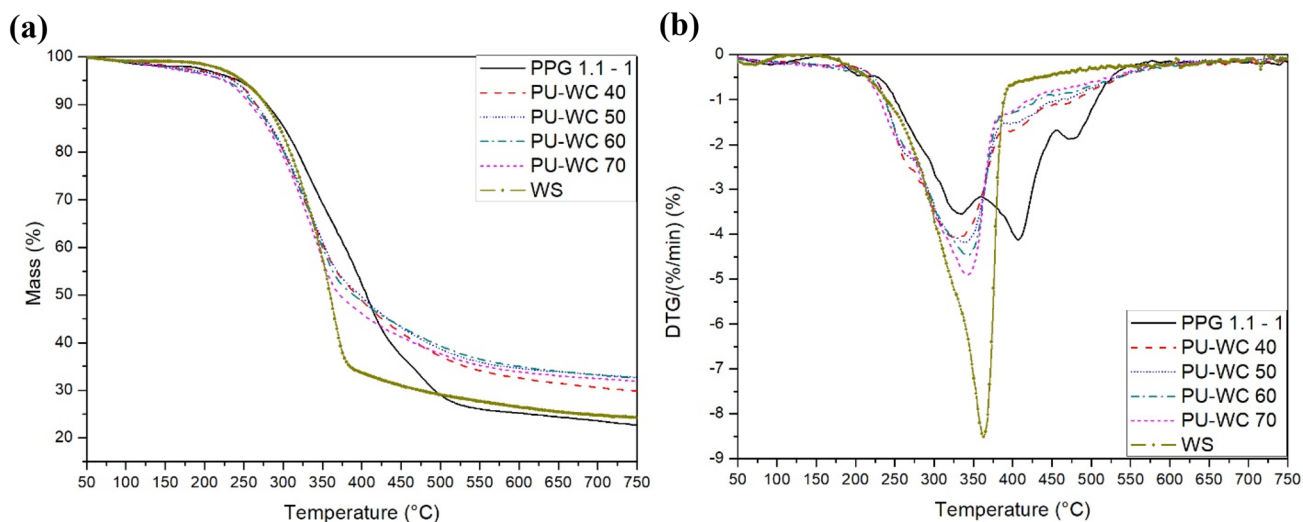 (a)
100
90
80
70
60
50
40
30
20
Mass (%)
50 100 150 200 250 300 350 400 450 500 550 600 650 700 750
Temperature (°C)
PPG 1.1 - 1
PU-WC 40
PU-WC 50
PU-WC 60
PU-WC 70
WS
(b)
0
-1
-2
-3
-4
-5
-6
-7
-8
-9
DTG/(%/min) (%)
50 100 150 200 250 300 350 400 450 500 550 600 650 700 750
Temperature (°C)
PPG 1.1 - 1
PU-WC 40
PU-WC 50
PU-WC 60
PU-WC 70
WS